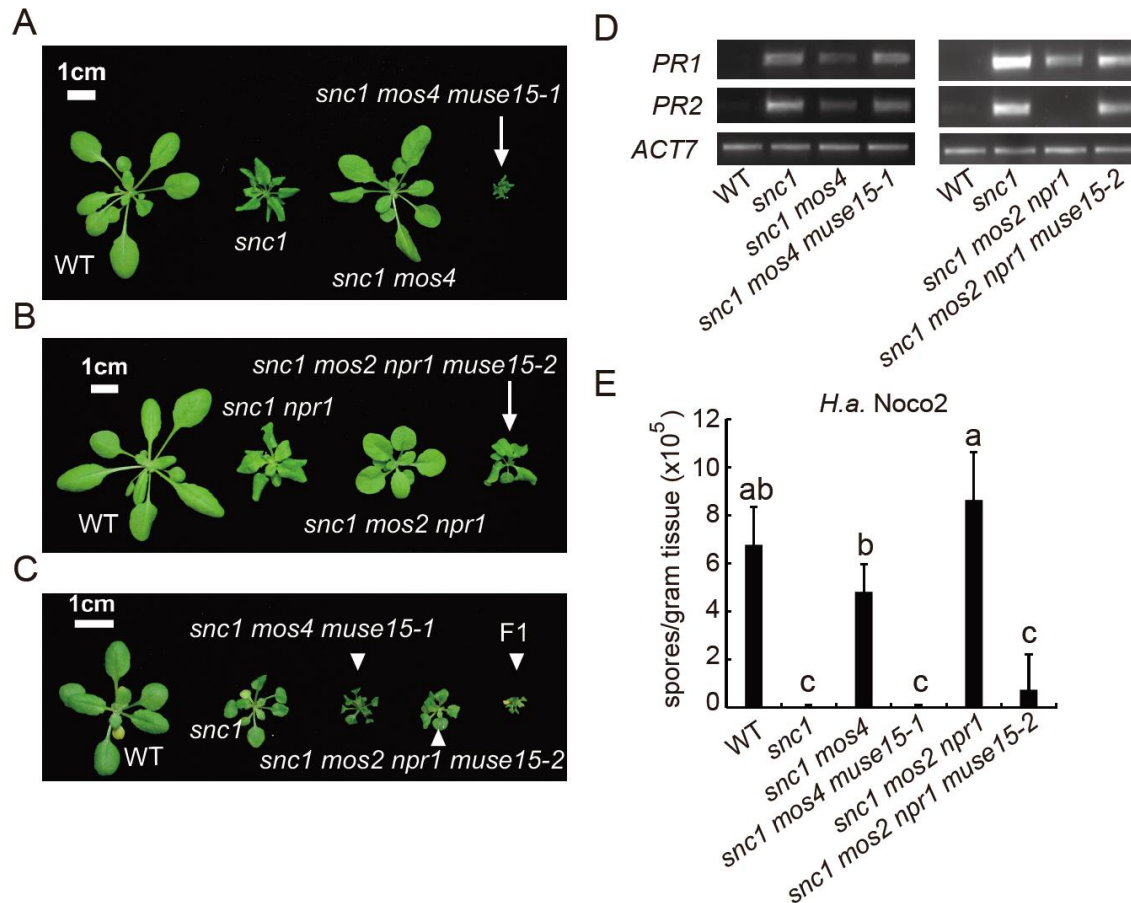 A
1cm
snc1 mos4 muse15-1
WT
snc1
snc1 mos4
B
1cm
snc1 mos2 npr1 muse15-2
snc1 npr1
WT
snc1 mos2 npr1
C
1cm
snc1 mos4 muse15-1
F1
WT
snc1
snc1 mos2 npr1 muse15-2
D
PR1
PR2
ACT7
WT
snc1
snc1 mos4
snc1 mos4 muse15-1
WT
snc1
snc1 mos2 npr1
snc1 mos2 npr1 muse15-2
E
H.a. Noco2
spores/gram tissue (x10⁵)
12
10
8
6
4
2
0
ab
c
b
c
a
c
WT
snc1
snc1 mos4
snc1 mos4 muse15-1
snc1 mos2 npr1
snc1 mos2 npr1 muse15-2